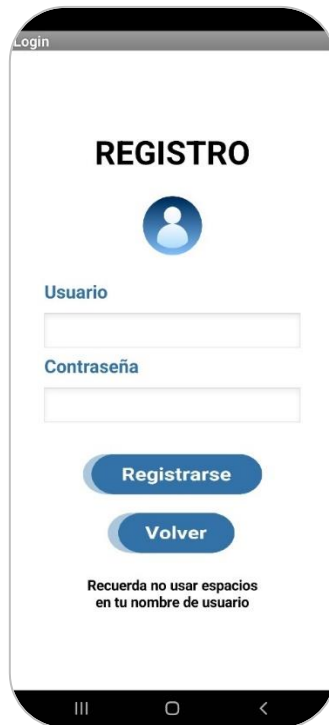 Login
REGISTRO
Usuario
Contraseña
Registrarse
Volver
Recuerda no usar espacios
en tu nombre de usuario